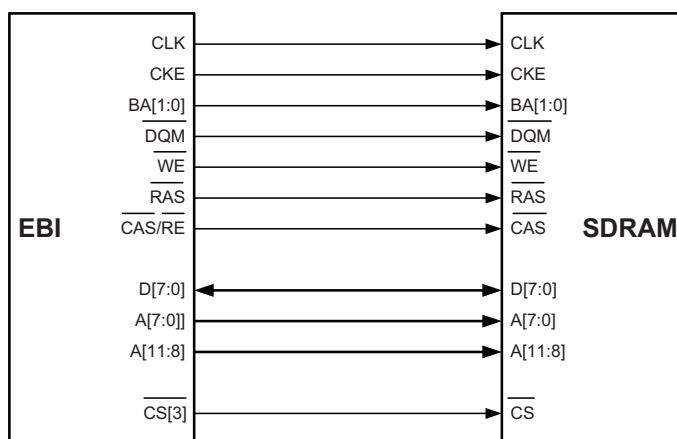 CLK CLK
CKE CKE
BA[1:0] BA[1:0]
DQM DQM
WE WE
RAS RAS
EBI CAS/RE CAS SDRAM
D[7:0] D[7:0]
A[7:0]] A[7:0]
A[11:8] A[11:8]
CS[3] CS